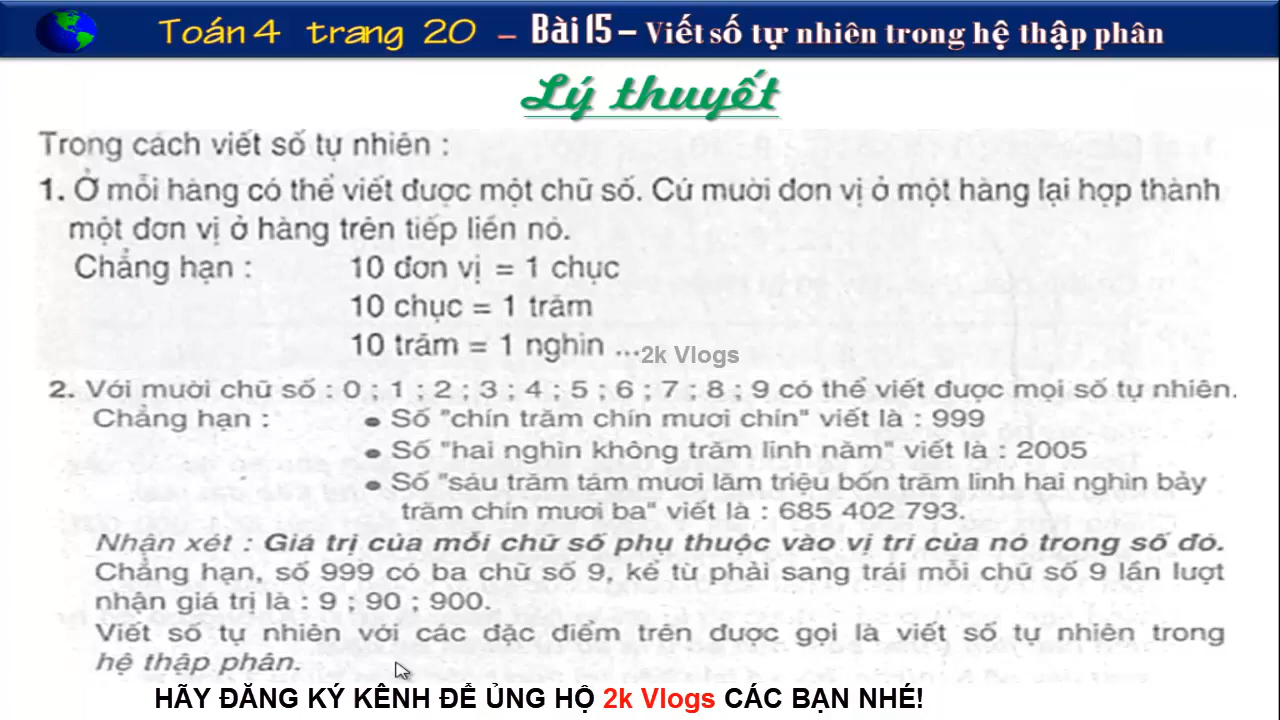 Toán 4 trang 20 – Bài 15 – Viết số tự nhiên trong hệ thập phân
Lý thuyết
Trong cách viết số tự nhiên :
1. Ở mỗi hàng có thể viết được một chữ số. Cứ mười đơn vị ở một hàng lại hợp thành
một đơn vị ở hàng trên tiếp liền nó.
Chẳng hạn : 10 đơn vị = 1 chục
10 chục = 1 trăm
10 trăm = 1 nghìn ...
2k Vlogs
2. Với mười chữ số : 0 ; 1 ; 2 ; 3 ; 4 ; 5 ; 6 ; 7 ; 8 ; 9 có thể viết được mọi số tự nhiên.
Chẳng hạn : • Số "chín trăm chín mươi chín" viết là : 999
• Số "hai nghìn không trăm linh năm" viết là : 2005
• Số "sáu trăm tám mươi lăm triệu bốn trăm linh hai nghìn bảy
trăm chín mươi ba" viết là : 685 402 793.
Nhận xét : Giá trị của mỗi chữ số phụ thuộc vào vị trí của nó trong số đó.
Chẳng hạn, số 999 có ba chữ số 9, kể từ phải sang trái mỗi chữ số 9 lần lượt
nhận giá trị là : 9 ; 90 ; 900.
Viết số tự nhiên với các đặc điểm trên được gọi là viết số tự nhiên trong
hệ thập phân.
HÃY ĐĂNG KÝ KÊNH ĐỂ ỦNG HỘ 2k Vlogs CÁC BẠN NHÉ!